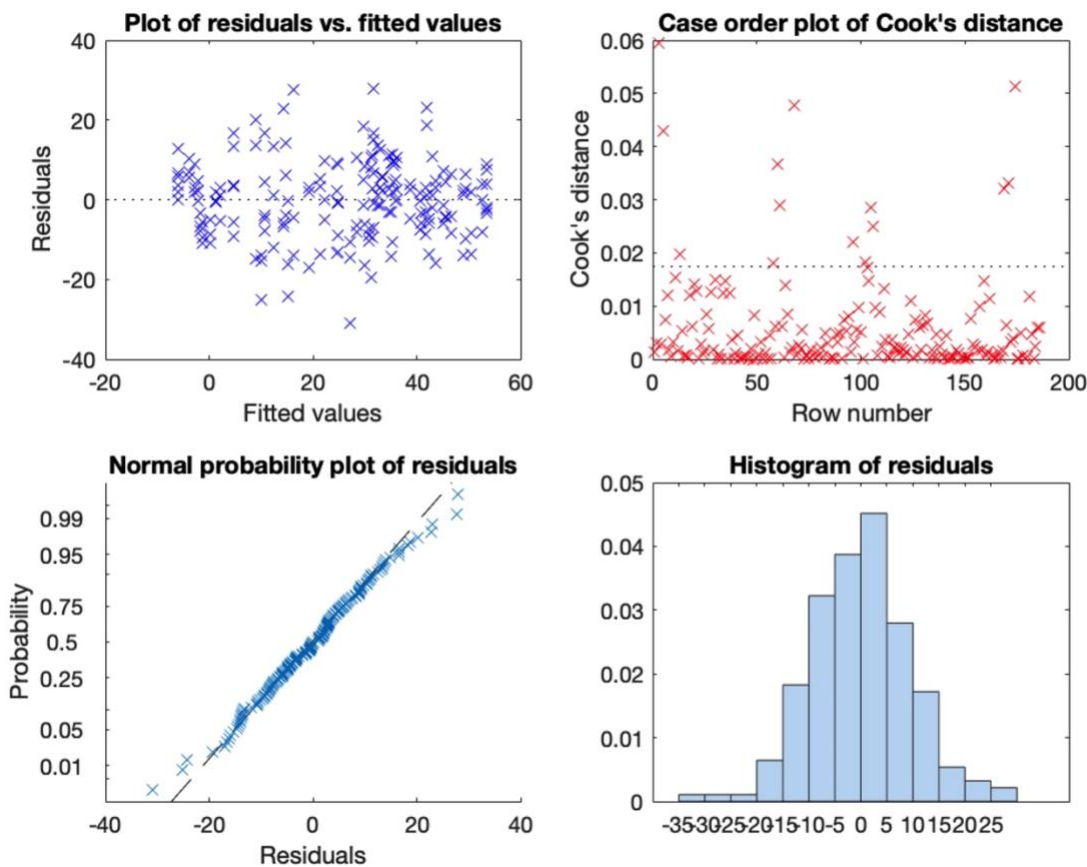 Plot of residuals vs. fitted values
40
20
0
-20
-40
Residuals
-20 0 20 40 60
Fitted values
Case order plot of Cook's distance
0.06
0.05
0.04
0.03
0.02
0.01
0
Cook's distance
0 50 100 150 200
Row number
Normal probability plot of residuals
0.99
0.95
0.75
0.5
0.25
0.05
0.01
Probability
-40 -20 0 20 40
Residuals
Histogram of residuals
0.05
0.04
0.03
0.02
0.01
0
-35-30-25-20-15-10-5 0 5 10 15 20 25